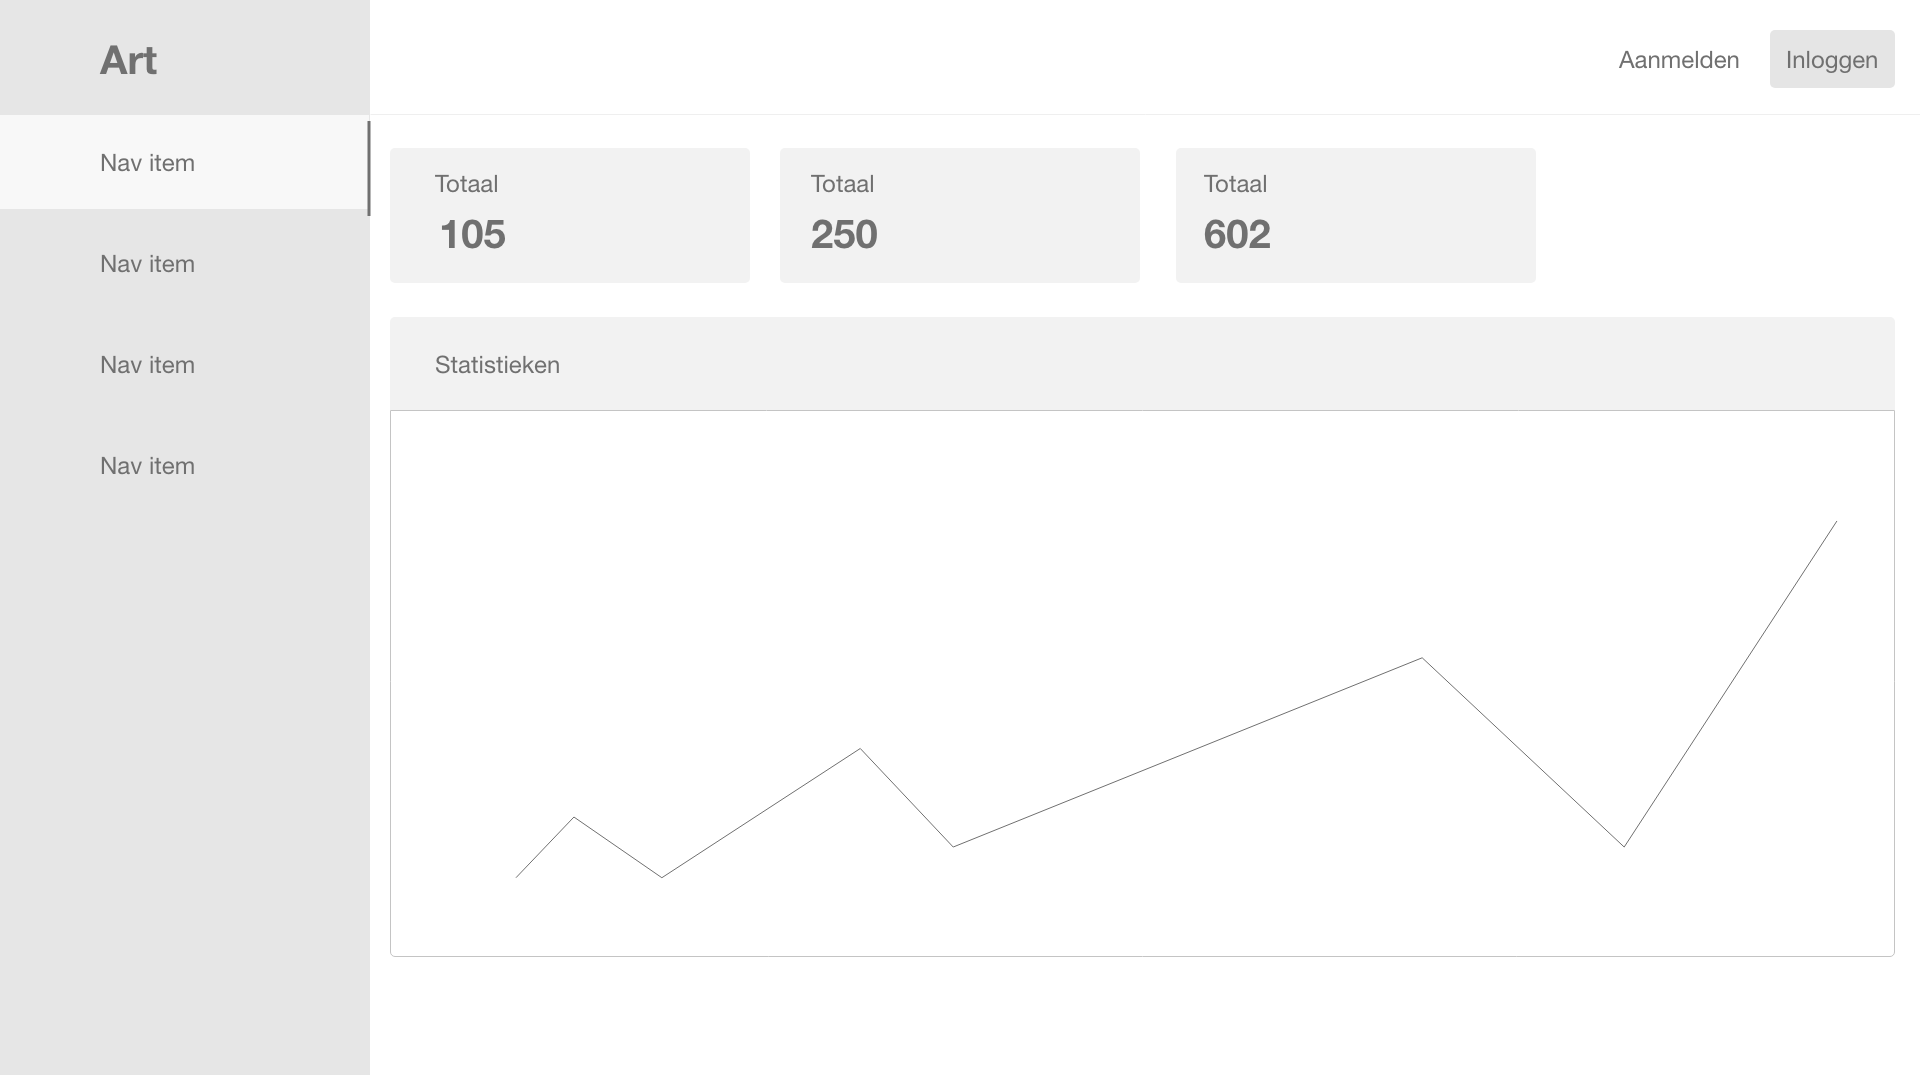 Art
Aanmelden
Inloggen
Nav item
Nav item
Nav item
Nav item
Totaal
105
Totaal
250
Totaal
602
Statistieken